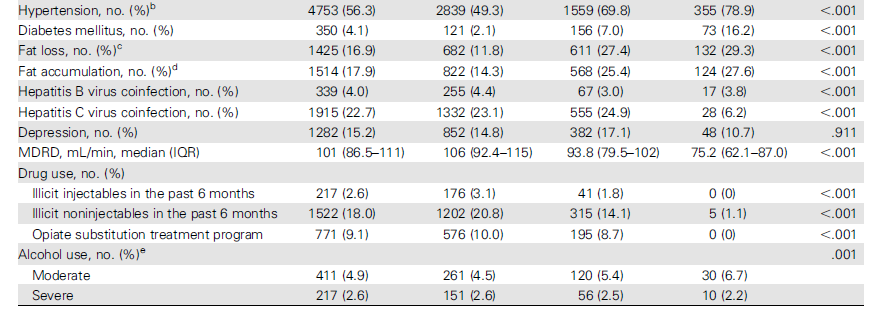 Hypertension, no. (%)b 4753 (56.3) 2839 (49.3) 1559 (69.8) 355 (78.9) <.001
Diabetes mellitus, no. (%) 350 (4.1) 121 (2.1) 156 (7.0) 73 (16.2) <.001
Fat loss, no. (%)c 1425 (16.9) 682 (11.8) 611 (27.4) 132 (29.3) <.001
Fat accumulation, no. (%)d 1514 (17.9) 822 (14.3) 568 (25.4) 124 (27.6) <.001
Hepatitis B virus coinfection, no. (%) 339 (4.0) 255 (4.4) 67 (3.0) 17 (3.8) <.001
Hepatitis C virus coinfection, no. (%) 1915 (22.7) 1332 (23.1) 555 (24.9) 28 (6.2) <.001
Depression, no. (%) 1282 (15.2) 852 (14.8) 382 (17.1) 48 (10.7) .911
MDRD, mL/min, median (IQR) 101 (86.5–111) 106 (92.4–115) 93.8 (79.5–102) 75.2 (62.1–87.0) <.001
Drug use, no. (%)
Illicit injectables in the past 6 months 217 (2.6) 176 (3.1) 41 (1.8) 0 (0) <.001
Illicit noninjectables in the past 6 months 1522 (18.0) 1202 (20.8) 315 (14.1) 5 (1.1) <.001
Opiate substitution treatment program 771 (9.1) 576 (10.0) 195 (8.7) 0 (0) <.001
Alcohol use, no. (%)e .001
Moderate 411 (4.9) 261 (4.5) 120 (5.4) 30 (6.7)
Severe 217 (2.6) 151 (2.6) 56 (2.5) 10 (2.2)